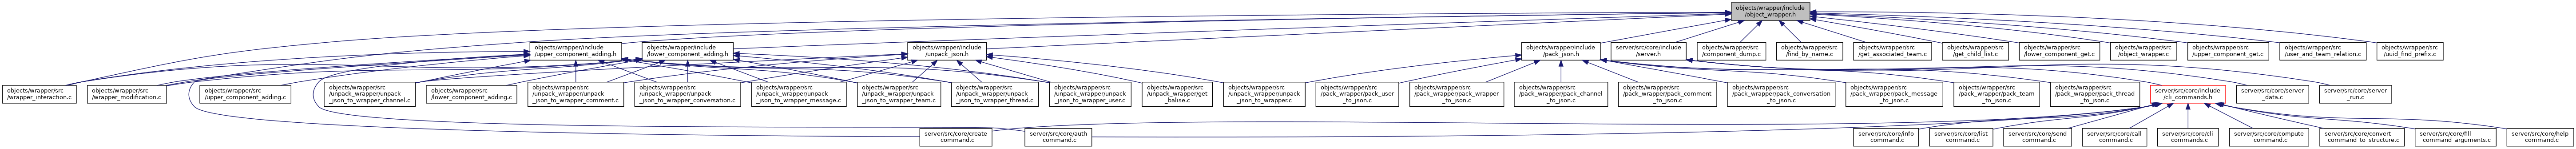 objects/wrapper/include
/object_wrapper.h
objects/wrapper/include
/upper_component_adding.h
objects/wrapper/include
/lower_component_adding.h
objects/wrapper/include
/unpack_json.h
objects/wrapper/include
/pack_json.h
server/src/core/include
/server.h
objects/wrapper/src
/component_dump.c
objects/wrapper/src
/find_by_name.c
objects/wrapper/src
/get_associated_team.c
objects/wrapper/src
/get_child_list.c
objects/wrapper/src
/lower_component_get.c
objects/wrapper/src
/object_wrapper.c
objects/wrapper/src
/upper_component_get.c
objects/wrapper/src
/user_and_team_relation.c
objects/wrapper/src
/uuid_find_prefix.c
objects/wrapper/src
/wrapper_interaction.c
objects/wrapper/src
/wrapper_modification.c
objects/wrapper/src
/upper_component_adding.c
objects/wrapper/src
/unpack_wrapper/unpack
_json_to_wrapper_channel.c
objects/wrapper/src
/lower_component_adding.c
objects/wrapper/src
/unpack_wrapper/unpack
_json_to_wrapper_comment.c
objects/wrapper/src
/unpack_wrapper/unpack
_json_to_wrapper_conversation.c
objects/wrapper/src
/unpack_wrapper/unpack
_json_to_wrapper_message.c
objects/wrapper/src
/unpack_wrapper/unpack
_json_to_wrapper_team.c
objects/wrapper/src
/unpack_wrapper/unpack
_json_to_wrapper_thread.c
objects/wrapper/src
/unpack_wrapper/unpack
_json_to_wrapper_user.c
objects/wrapper/src
/unpack_wrapper/get
_balise.c
objects/wrapper/src
/unpack_wrapper/unpack
_json_to_wrapper.c
objects/wrapper/src
/pack_wrapper/pack_user
_to_json.c
objects/wrapper/src
/pack_wrapper/pack_wrapper
_to_json.c
objects/wrapper/src
/pack_wrapper/pack_channel
_to_json.c
objects/wrapper/src
/pack_wrapper/pack_comment
_to_json.c
objects/wrapper/src
/pack_wrapper/pack_conversation
_to_json.c
objects/wrapper/src
/pack_wrapper/pack_message
_to_json.c
objects/wrapper/src
/pack_wrapper/pack_team
_to_json.c
objects/wrapper/src
/pack_wrapper/pack_thread
_to_json.c
server/src/core/include
/cli_commands.h
server/src/core/server
_data.c
server/src/core/server
_run.c
server/src/core/create
_command.c
server/src/core/auth
_command.c
server/src/core/info
_command.c
server/src/core/list
_command.c
server/src/core/send
_command.c
server/src/core/call
_command.c
server/src/core/cli
_commands.c
server/src/core/compute
_command.c
server/src/core/convert
_command_to_structure.c
server/src/core/fill
_command_arguments.c
server/src/core/help
_command.c